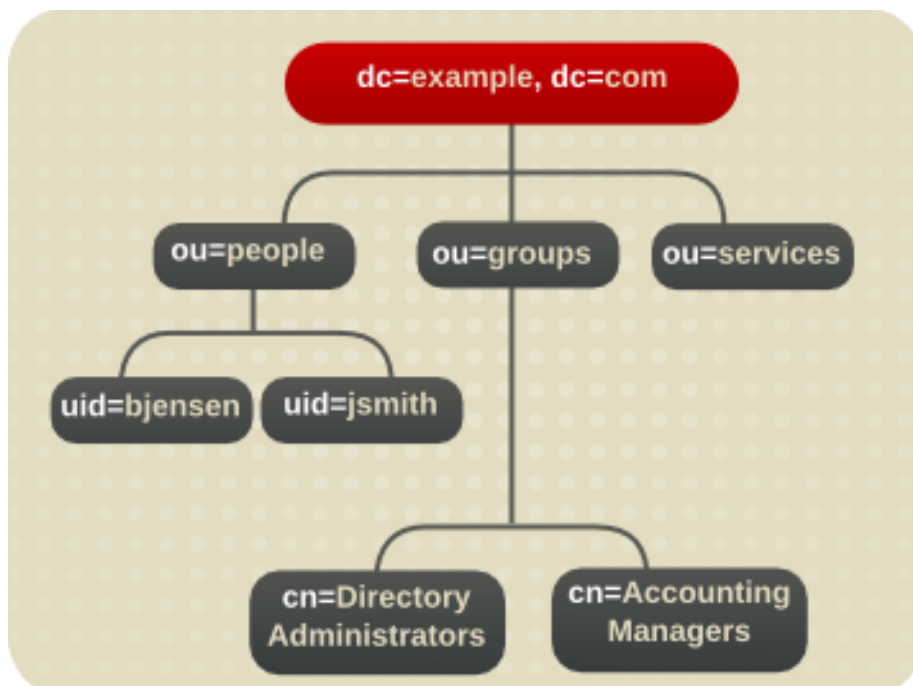 dc=example, dc=com
ou=people
ou=groups
ou=services
uid=bjensen
uid=jsmith
cn=Directory
Administrators
cn=Accounting
Managers